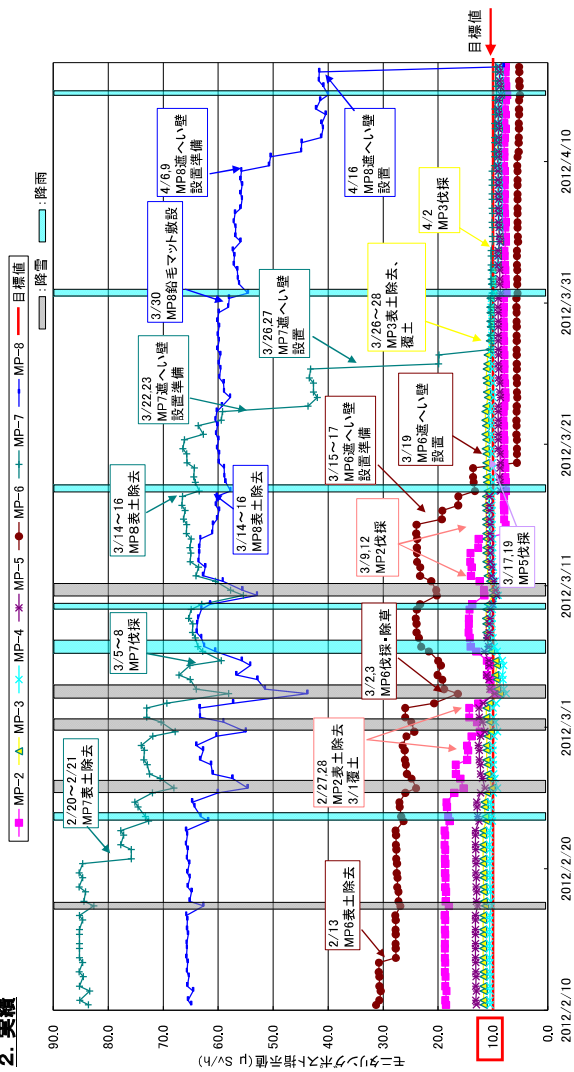 2. 実績
MP-2
MP-3
MP-4
MP-5
MP-6
MP-7
MP-8
目標値
:降雪
:降雨
モニタリングポスト指示値(μ Sv/h)
90.0
80.0
70.0
60.0
50.0
40.0
30.0
20.0
10.0
0.0
2/20~2/21
MP7表土除去
3/5~8
MP7伐採
3/14~16
MP8表土除去
3/22,23
MP7遮へい壁
設置準備
3/30
MP8鉛毛マット敷設
4/6,9
MP8遮へい壁
設置準備
3/14~16
MP8表土除去
3/26,27
MP7遮へい壁
設置
4/16
MP8遮へい壁
設置
2/13
MP6表土除去
2/27,28
MP2表土除去
3/1覆土
3/2,3
MP6伐採・除草
3/9,12
MP2伐採
3/15~17
MP6遮へい壁
設置準備
3/19
MP6遮へい壁
設置
3/17,19
MP5伐採
3/26~28
MP3表土除去、
覆土
4/2
MP3伐採
目標値
2012/2/10
2012/2/20
2012/3/1
2012/3/11
2012/3/21
2012/3/31
2012/4/10